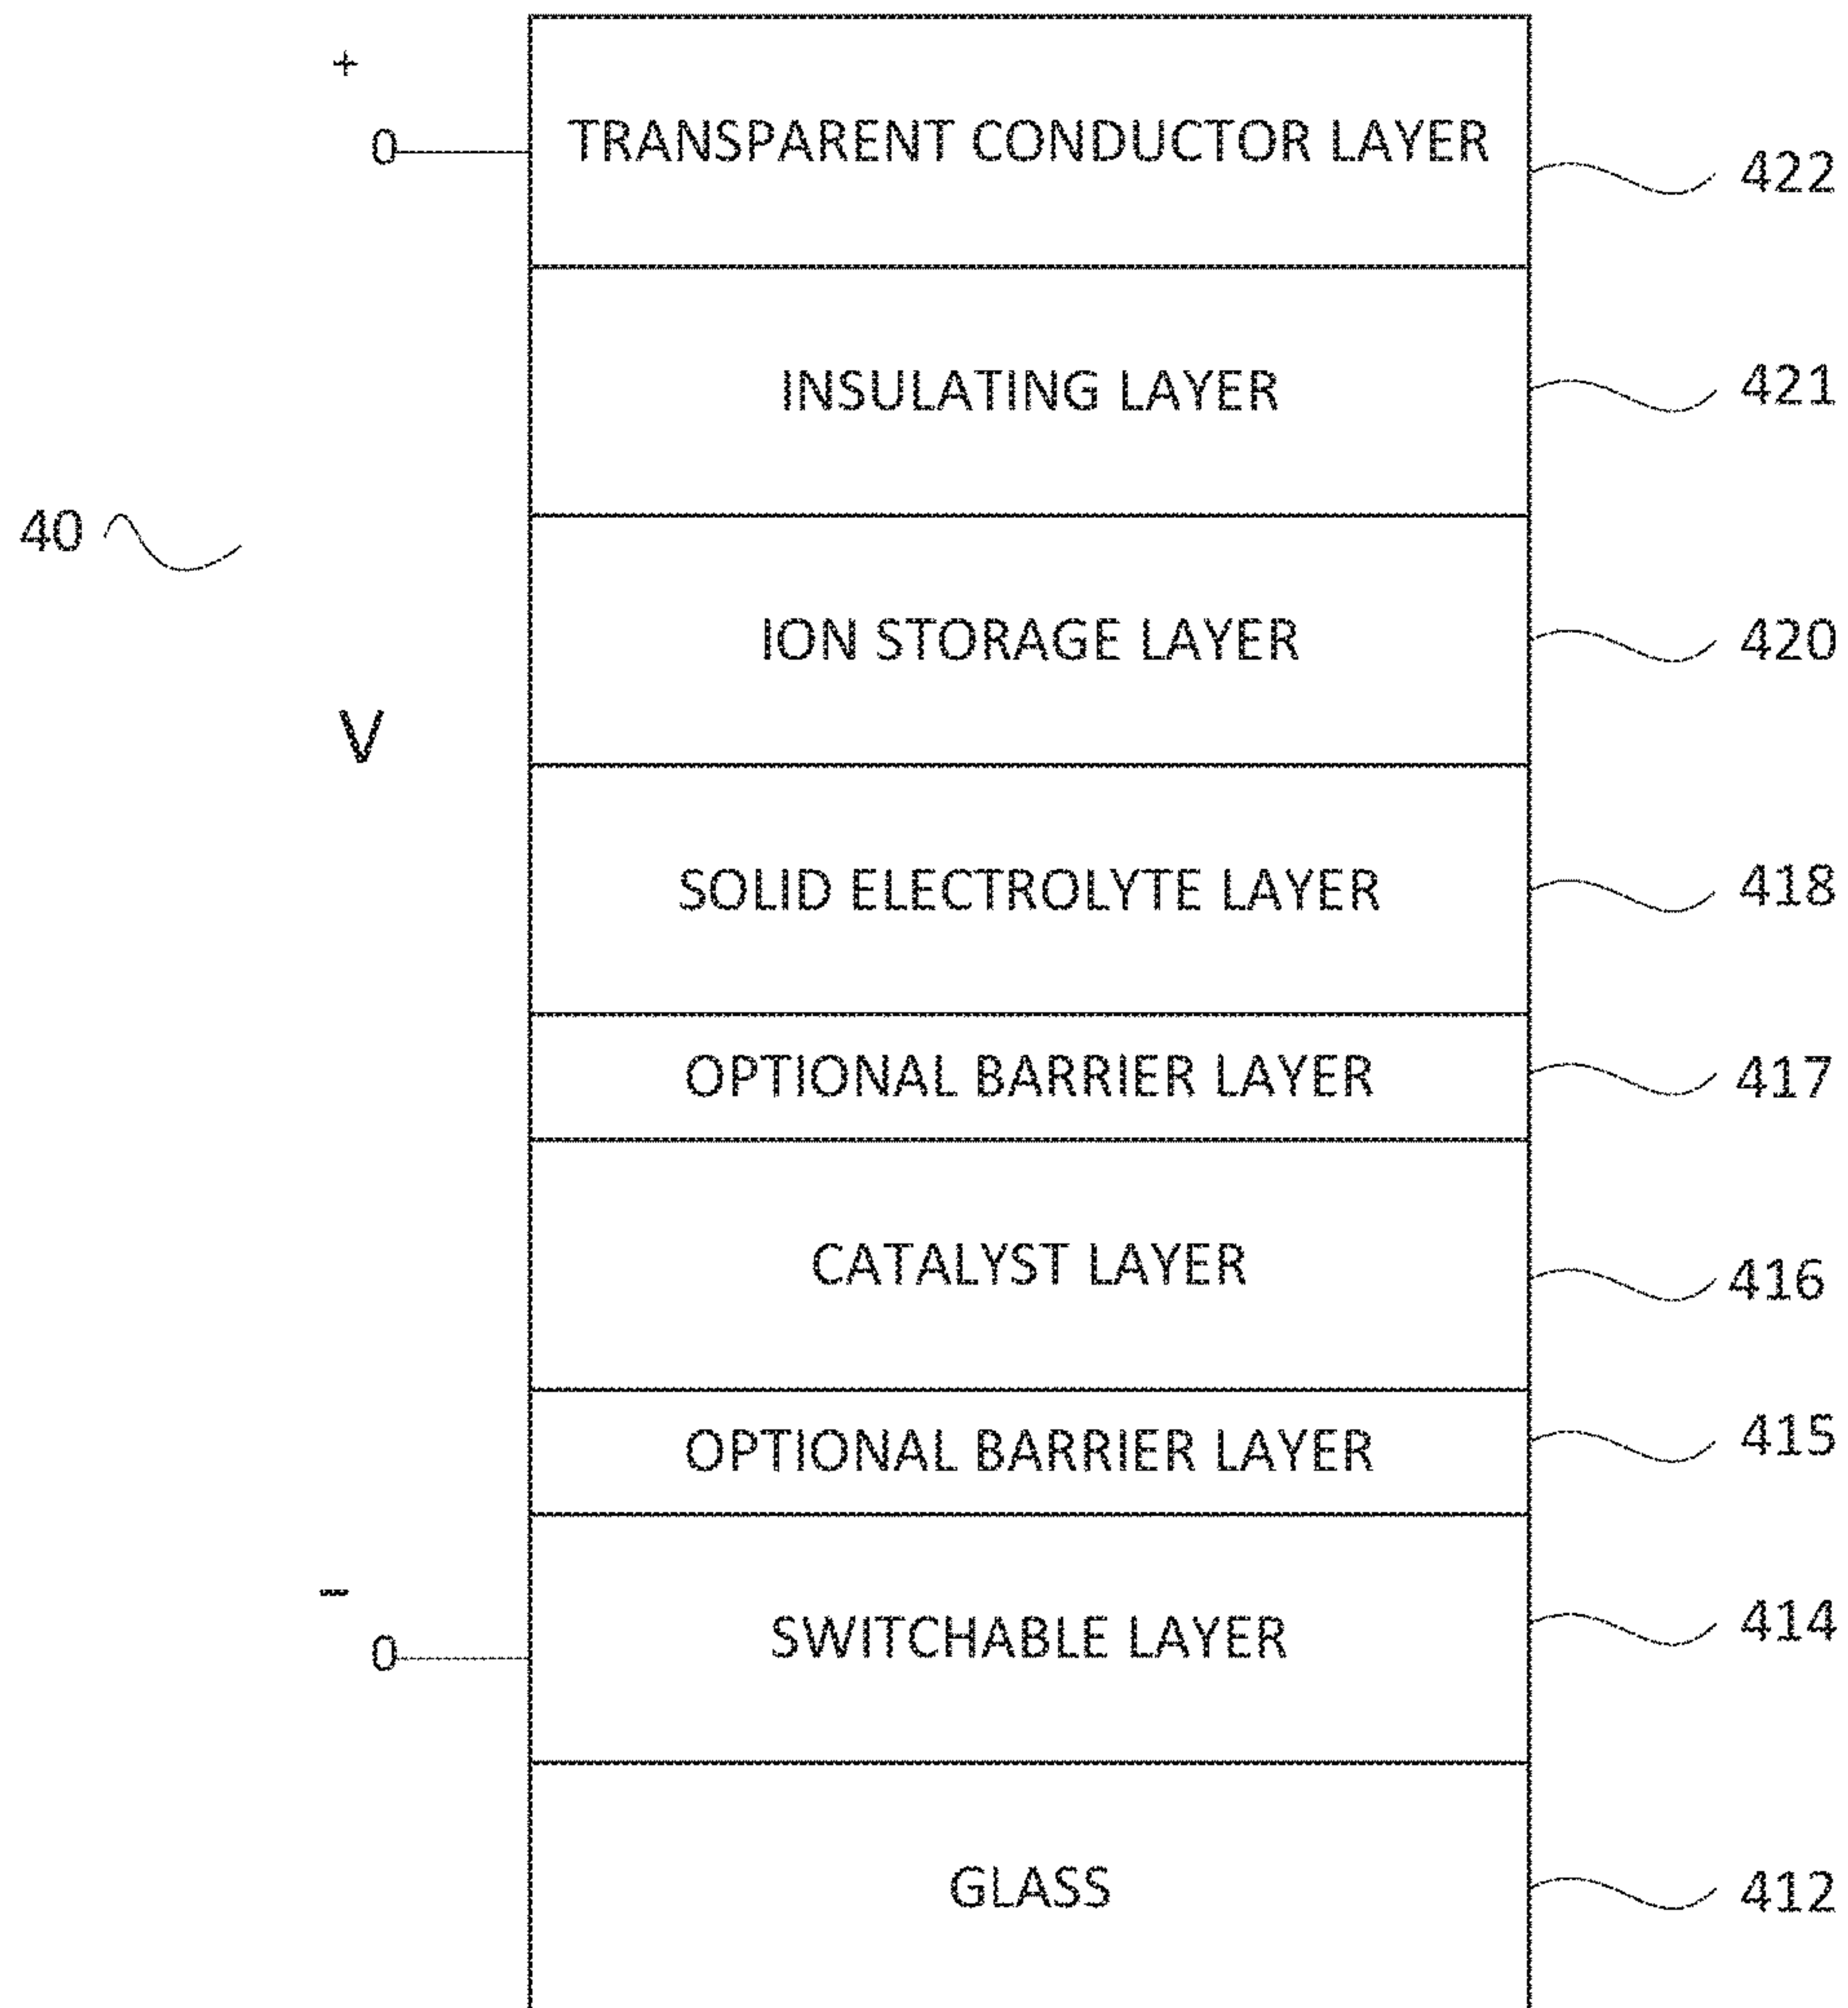 +
0
TRANSPARENT CONDUCTOR LAYER
422
INSULATING LAYER
421
40
ION STORAGE LAYER
420
V
SOLID ELECTROLYTE LAYER
418
OPTIONAL BARRIER LAYER
417
CATALYST LAYER
416
OPTIONAL BARRIER LAYER
415
–
0
SWITCHABLE LAYER
414
GLASS
412